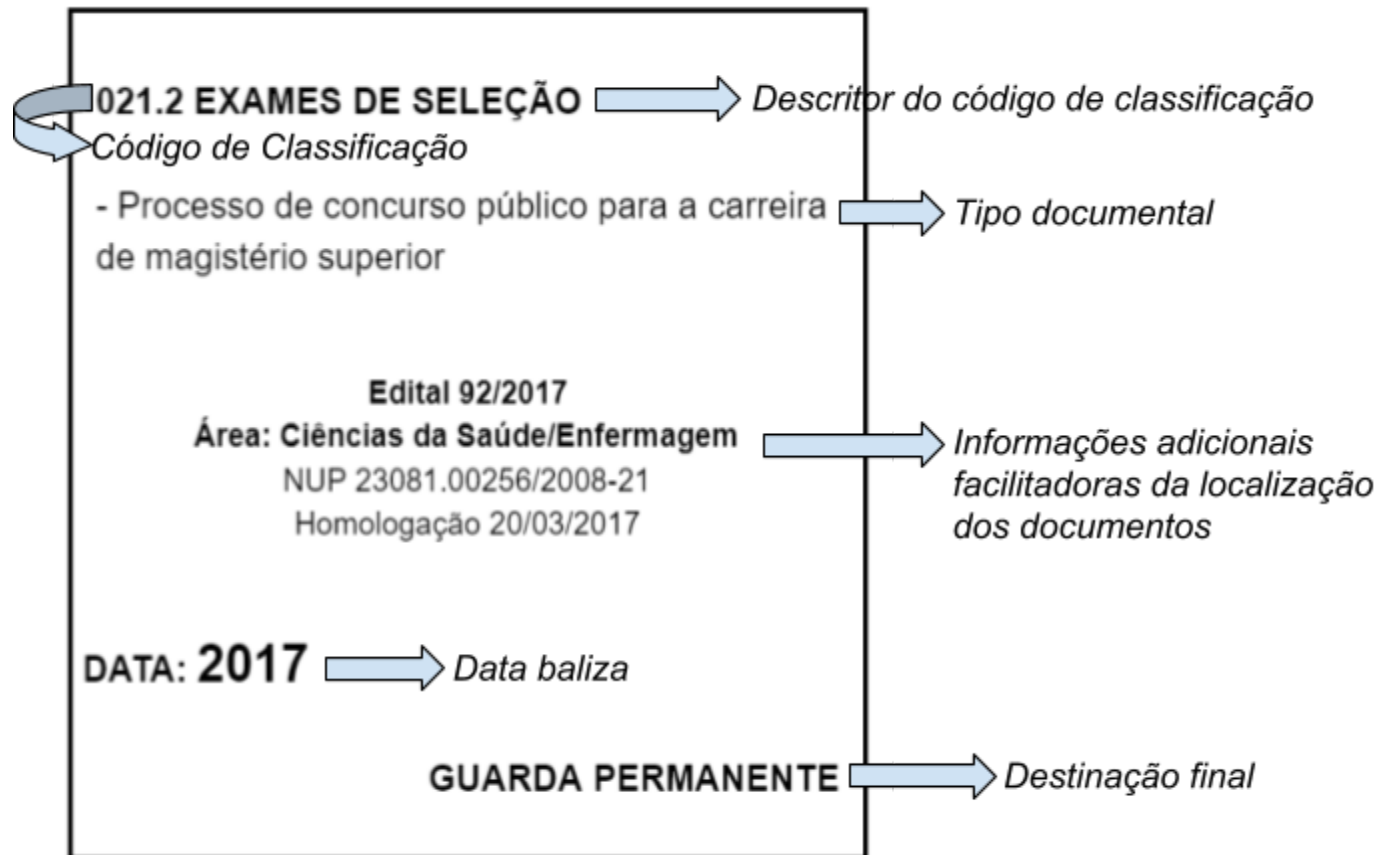 021.2 EXAMES DE SELEÇÃO
Descritor do código de classificação
Código de Classificação
- Processo de concurso público para a carreira
de magistério superior
Tipo documental
Edital 92/2017
Área: Ciências da Saúde/Enfermagem
NUP 23081.00256/2008-21
Homologação 20/03/2017
Informações adicionais
facilitadoras da localização
dos documentos
DATA: 2017
Data baliza
GUARDA PERMANENTE
Destinação final